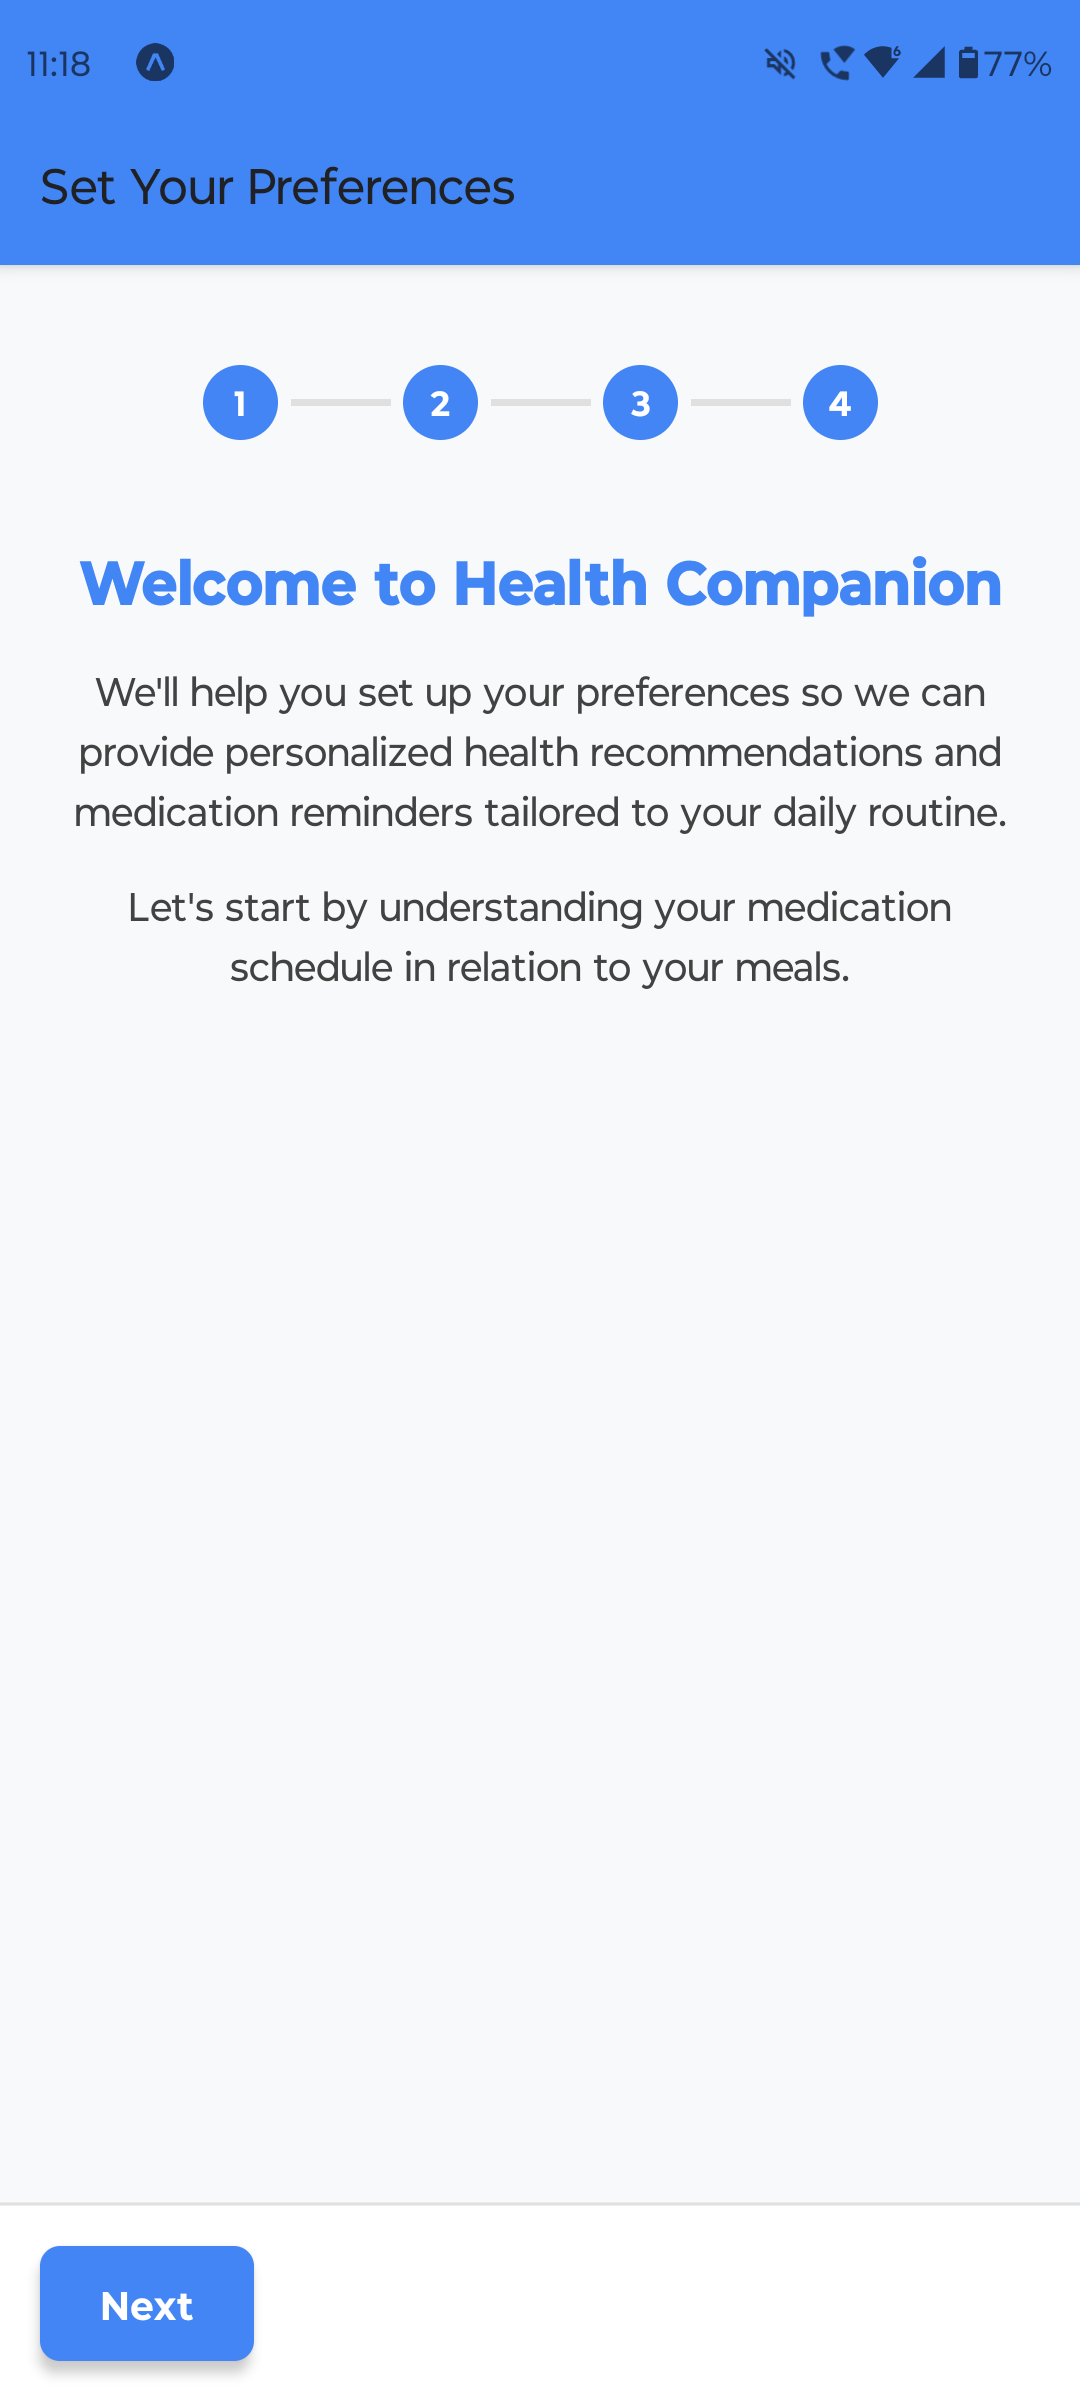 11:18
6
77%
Set Your Preferences
1 2 3 4
Welcome to Health Companion
We'll help you set up your preferences so we can
provide personalized health recommendations and
medication reminders tailored to your daily routine.
Let's start by understanding your medication
schedule in relation to your meals.
Next